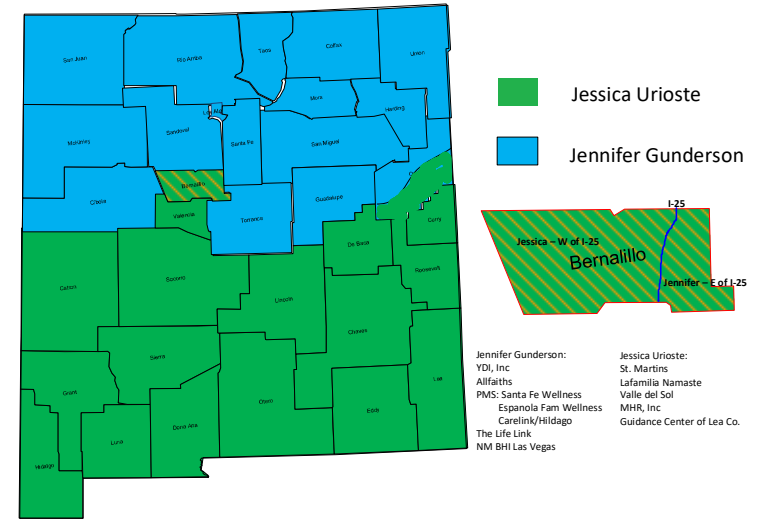 San Juan
Rio Arriba
Taos
Colfax
Union
Mora
Harding
Los Ala
McKinley
Sandoval
Santa Fe
San Miguel
Bernalillo
Cibola
Valencia
Torrance
Guadalupe
De Baca
Curry
Catron
Socorro
Lincoln
Roosevelt
Chaves
Sierra
Grant
Otero
Lea
Eddy
Luna
Dona Ana
Hidalgo
Jessica Urioste
Jennifer Gunderson
I-25
Jessica – W of I-25
Bernalillo
Jennifer – E of I-25
Jennifer Gunderson:
YDI, Inc
Allfaiths
PMS: Santa Fe Wellness
Espanola Fam Wellness
Carelink/Hildago
The Life Link
NM BHI Las Vegas
Jessica Urioste:
St. Martins
Lafamilia Namaste
Valle del Sol
MHR, Inc
Guidance Center of Lea Co.